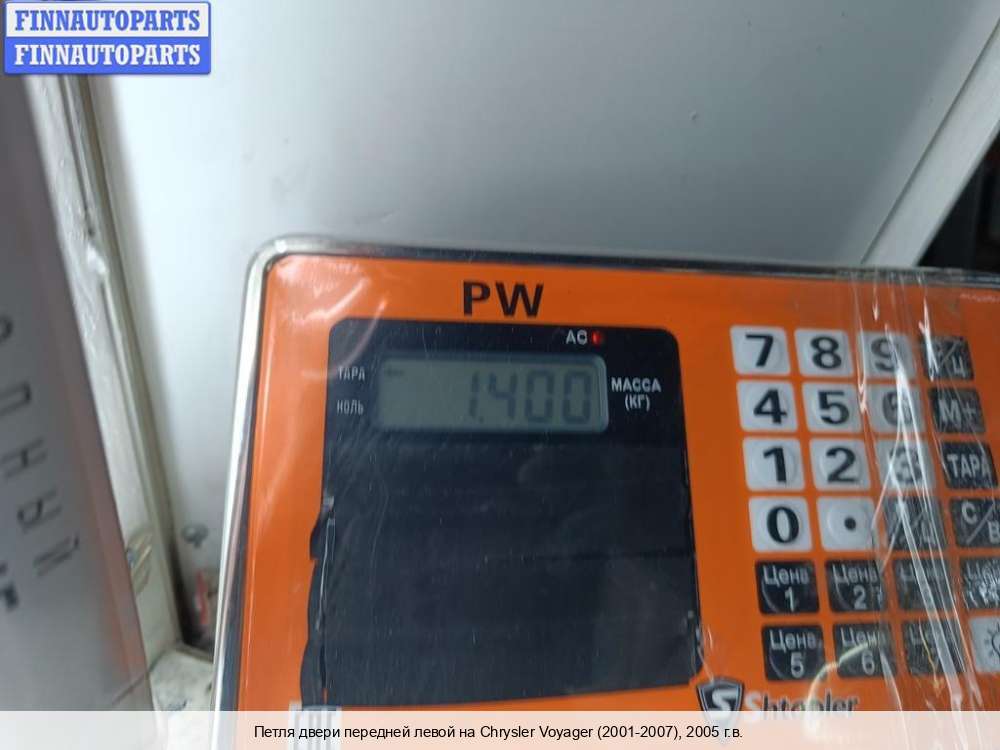 FINNAUTOPARTS
FINNAUTOPARTS
PW
AC
ТАРА
НОЛЬ
1.400
МАССА
(КГ)
7 8 9
4 5 6 М+
1 2 3 ТАРА
0 •
Цена 1
Цена 2
Цена 5
Цена 6
Shtapler
Петля двери передней левой на Chrysler Voyager (2001-2007), 2005 г.в.